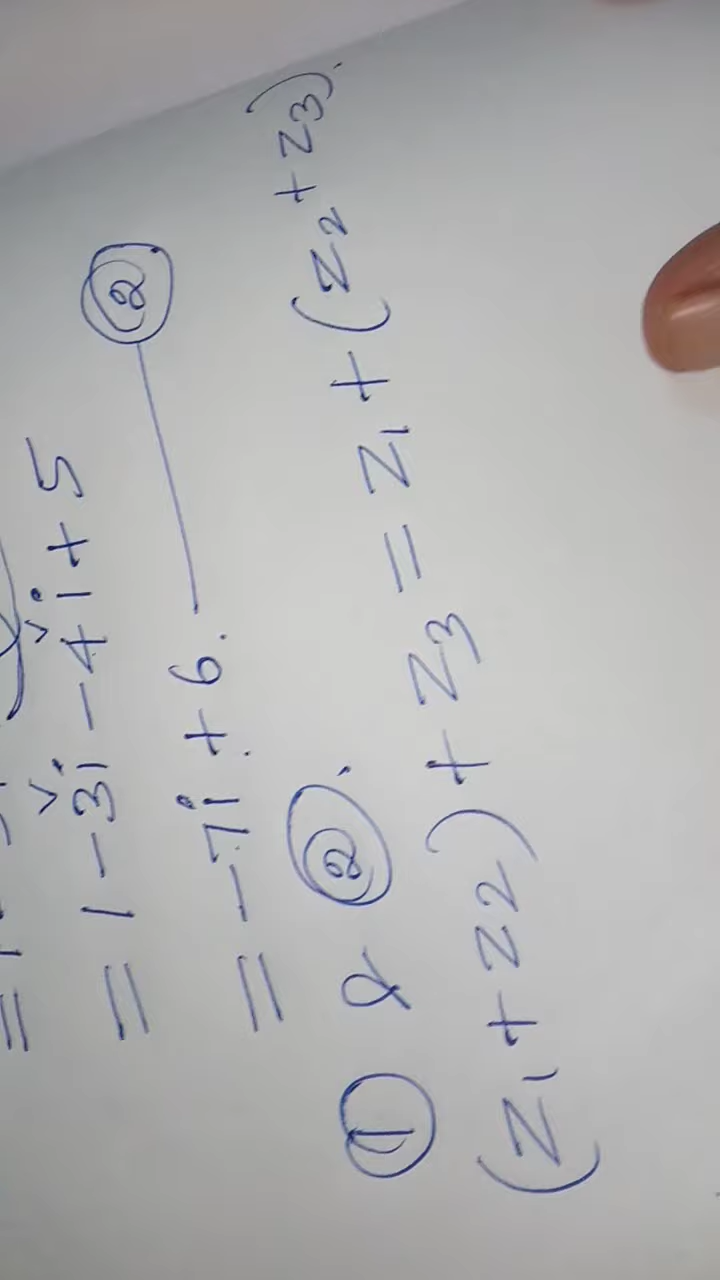 = 1 - 3i - 4i + 5
= -7i + 6. — ②
① & ②.
(z1 + z2) + z3 = z1 + (z2 + z3).